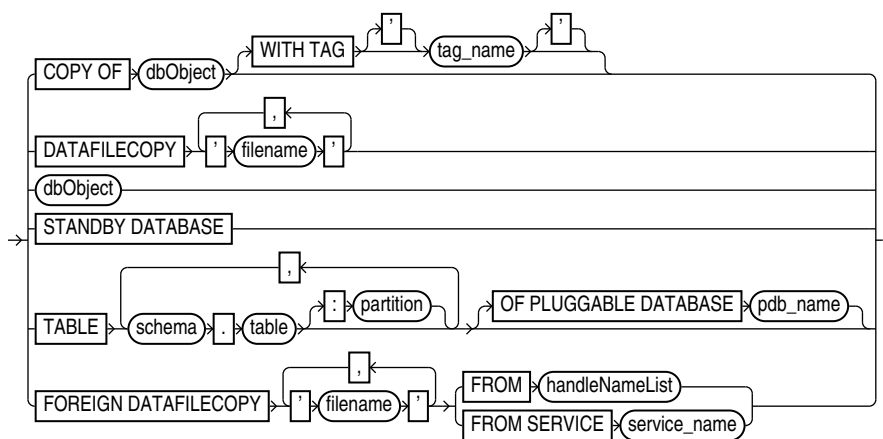 COPY OF dbObject WITH TAG ' tag_name '
DATAFILECOPY ' filename ' ,
dbObject
STANDBY DATABASE
TABLE schema . table : partition , OF PLUGGABLE DATABASE pdb_name
FOREIGN DATAFILECOPY ' filename ' , FROM handleNameList
FROM SERVICE service_name